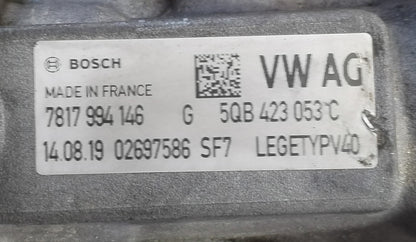 BOSCH VW AG
MADE IN FRANCE
7817 994 146 G 5QB 423 053 C
14.08.19 02697586 SF7 LEGETYPV40